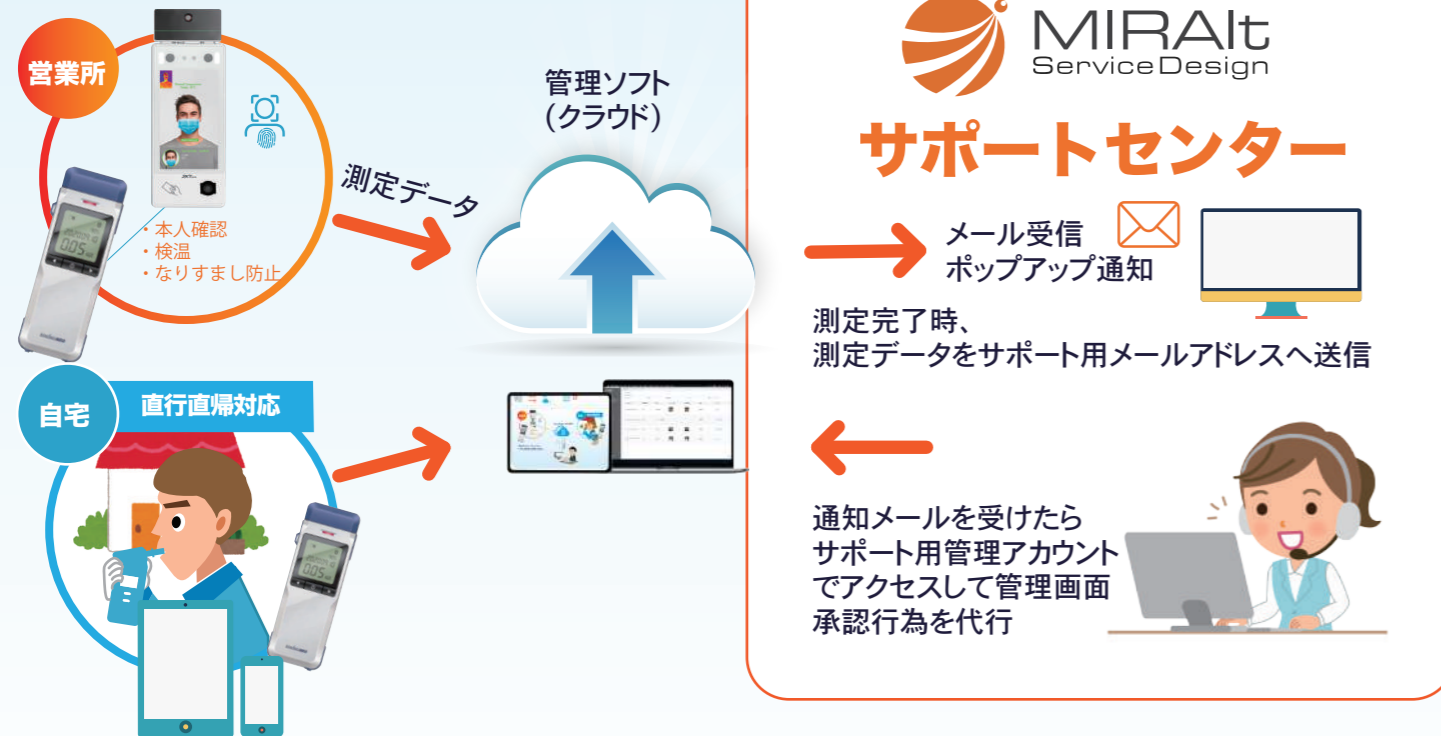 営業所
・本人確認
・検温
・なりすまし防止
測定データ
管理ソフト
(クラウド)
自宅
直行直帰対応
MIRAIt
ServiceDesign
サポートセンター
メール受信
ポップアップ通知
測定完了時、
測定データをサポート用メールアドレスへ送信
通知メールを受けたら
サポート用管理アカウント
でアクセスして管理画面
承認行為を代行